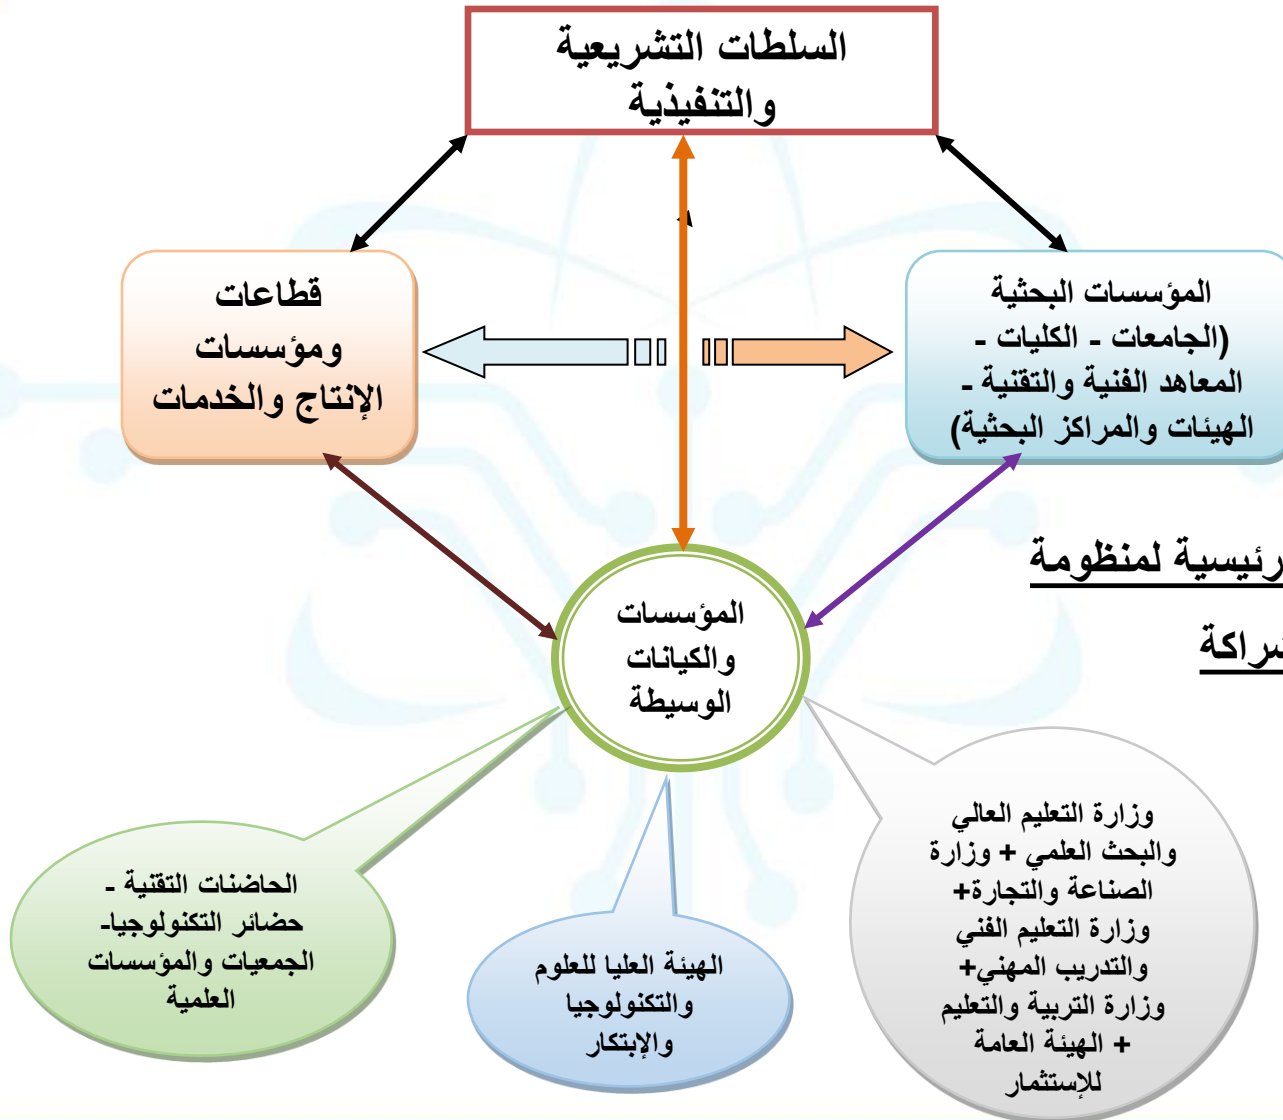 السلطات التشريعية
والتنفيذية
المؤسسات البحثية
(الجامعات - الكليات -
المعاهد الفنية والتقنية -
الهيئات والمراكز البحثية)
قطاعات
ومؤسسات
الإنتاج والخدمات
رئيسية لمنظومة
شراكة
المؤسسات
والكيانات
الوسيطة
وزارة التعليم العالي
والبحث العلمي + وزارة
الصناعة والتجارة+
وزارة التعليم الفني
والتدريب المهني+
وزارة التربية والتعليم
+ الهيئة العامة
للإستثمار
الهيئة العليا للعلوم
والتكنولوجيا
والإبتكار
الحاضنات التقنية -
حضائر التكنولوجيا-
الجمعيات والمؤسسات
العلمية